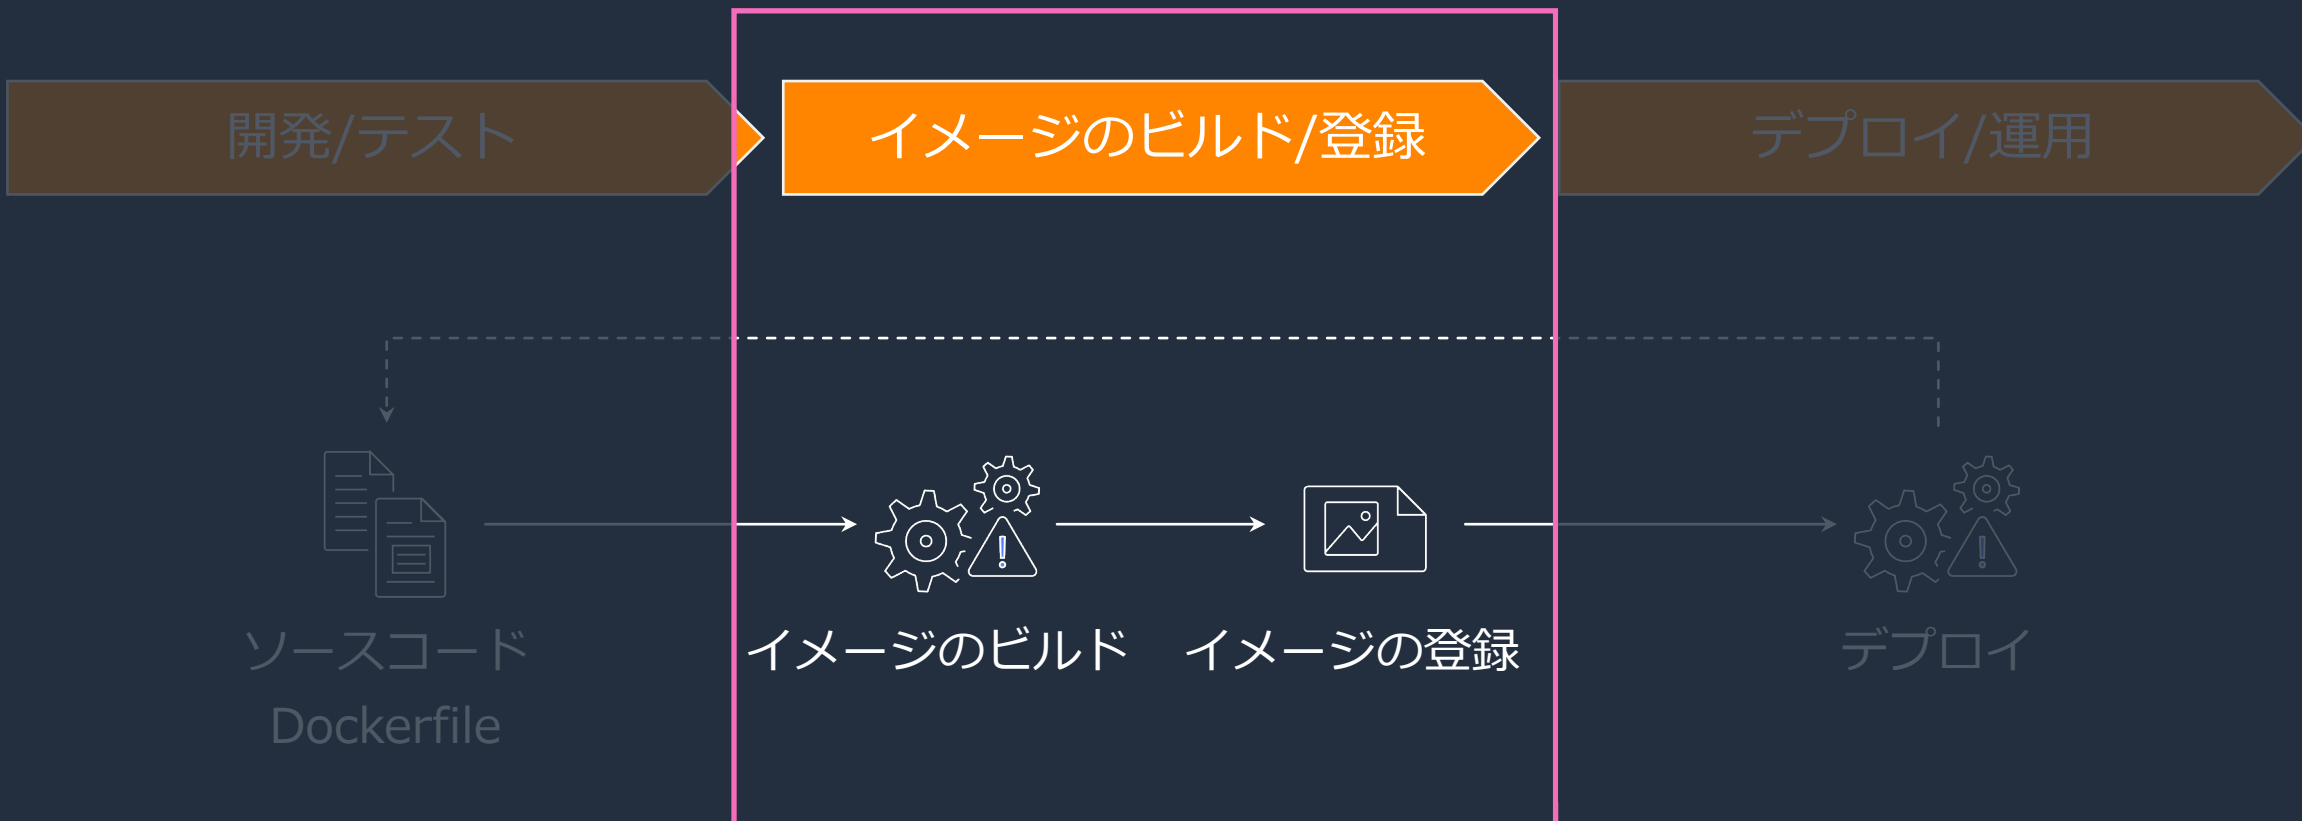 開発/テスト
イメージのビルド/登録
デプロイ/運用
ソースコード
Dockerfile
イメージのビルド
イメージの登録
デプロイ